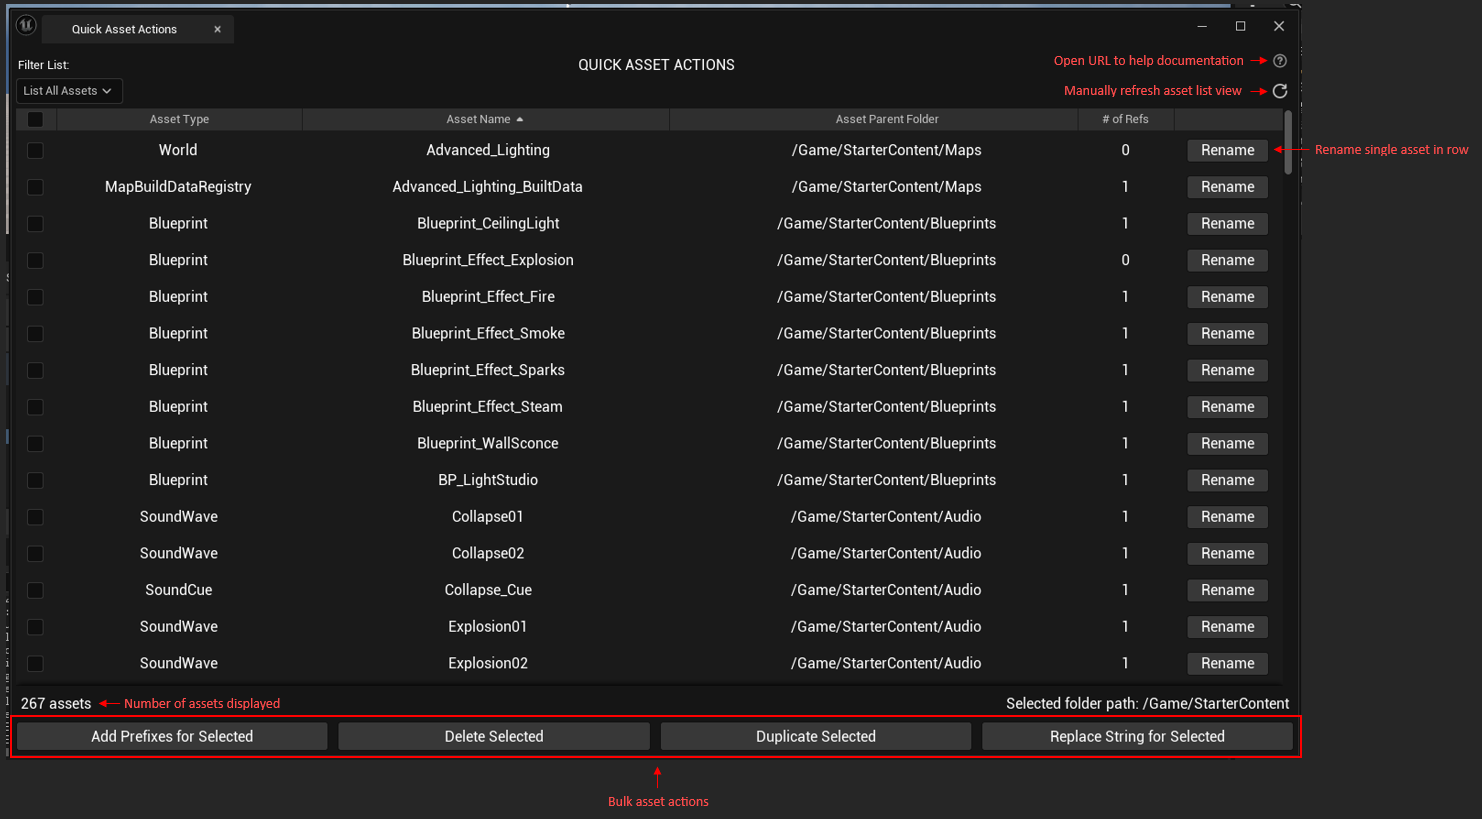 Quick Asset Actions
Filter List:
QUICK ASSET ACTIONS
Open URL to help documentation
List All Assets
Manually refresh asset list view
Asset Type Asset Name Asset Parent Folder # of Refs
World Advanced_Lighting /Game/StarterContent/Maps 0 Rename Rename single asset in row
MapBuildDataRegistry Advanced_Lighting_BuiltData /Game/StarterContent/Maps 1 Rename
Blueprint Blueprint_CeilingLight /Game/StarterContent/Blueprints 1 Rename
Blueprint Blueprint_Effect_Explosion /Game/StarterContent/Blueprints 0 Rename
Blueprint Blueprint_Effect_Fire /Game/StarterContent/Blueprints 1 Rename
Blueprint Blueprint_Effect_Smoke /Game/StarterContent/Blueprints 1 Rename
Blueprint Blueprint_Effect_Sparks /Game/StarterContent/Blueprints 1 Rename
Blueprint Blueprint_Effect_Steam /Game/StarterContent/Blueprints 1 Rename
Blueprint Blueprint_WallSconce /Game/StarterContent/Blueprints 1 Rename
Blueprint BP_LightStudio /Game/StarterContent/Blueprints 1 Rename
SoundWave Collapse01 /Game/StarterContent/Audio 1 Rename
SoundWave Collapse02 /Game/StarterContent/Audio 1 Rename
SoundCue Collapse_Cue /Game/StarterContent/Audio 1 Rename
SoundWave Explosion01 /Game/StarterContent/Audio 1 Rename
SoundWave Explosion02 /Game/StarterContent/Audio 1 Rename
267 assets Number of assets displayed Selected folder path: /Game/StarterContent
Add Prefixes for Selected Delete Selected Duplicate Selected Replace String for Selected
Bulk asset actions